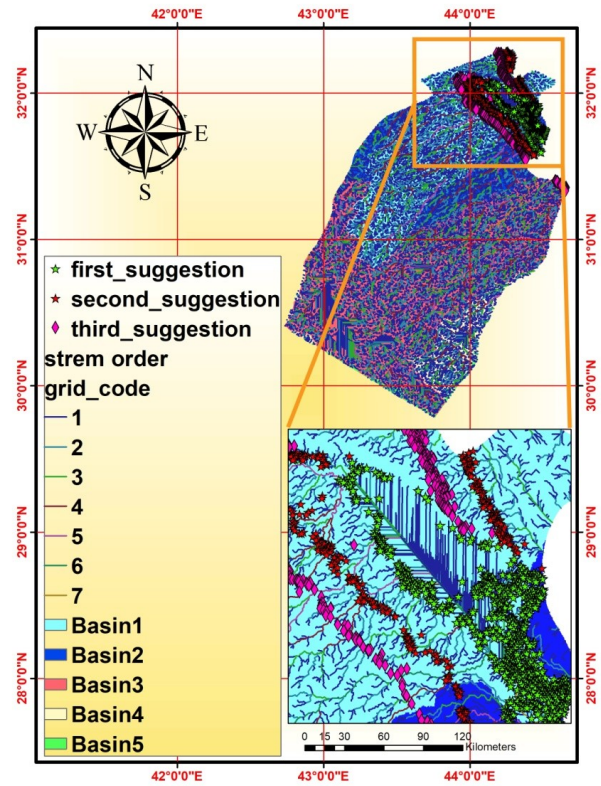 42°0'0"E 43°0'0"E 44°0'0"E
32°0'0"N 32°0'0"N
31°0'0"N 31°0'0"N
30°0'0"N 30°0'0"N
29°0'0"N 29°0'0"N
28°0'0"N 28°0'0"N
N
W E
S
first_suggestion
second_suggestion
third_suggestion
strem order
grid_code
1
2
3
4
5
6
7
Basin1
Basin2
Basin3
Basin4
Basin5
0 15 30 60 90 120
Kilometers
42°0'0"E 43°0'0"E 44°0'0"E